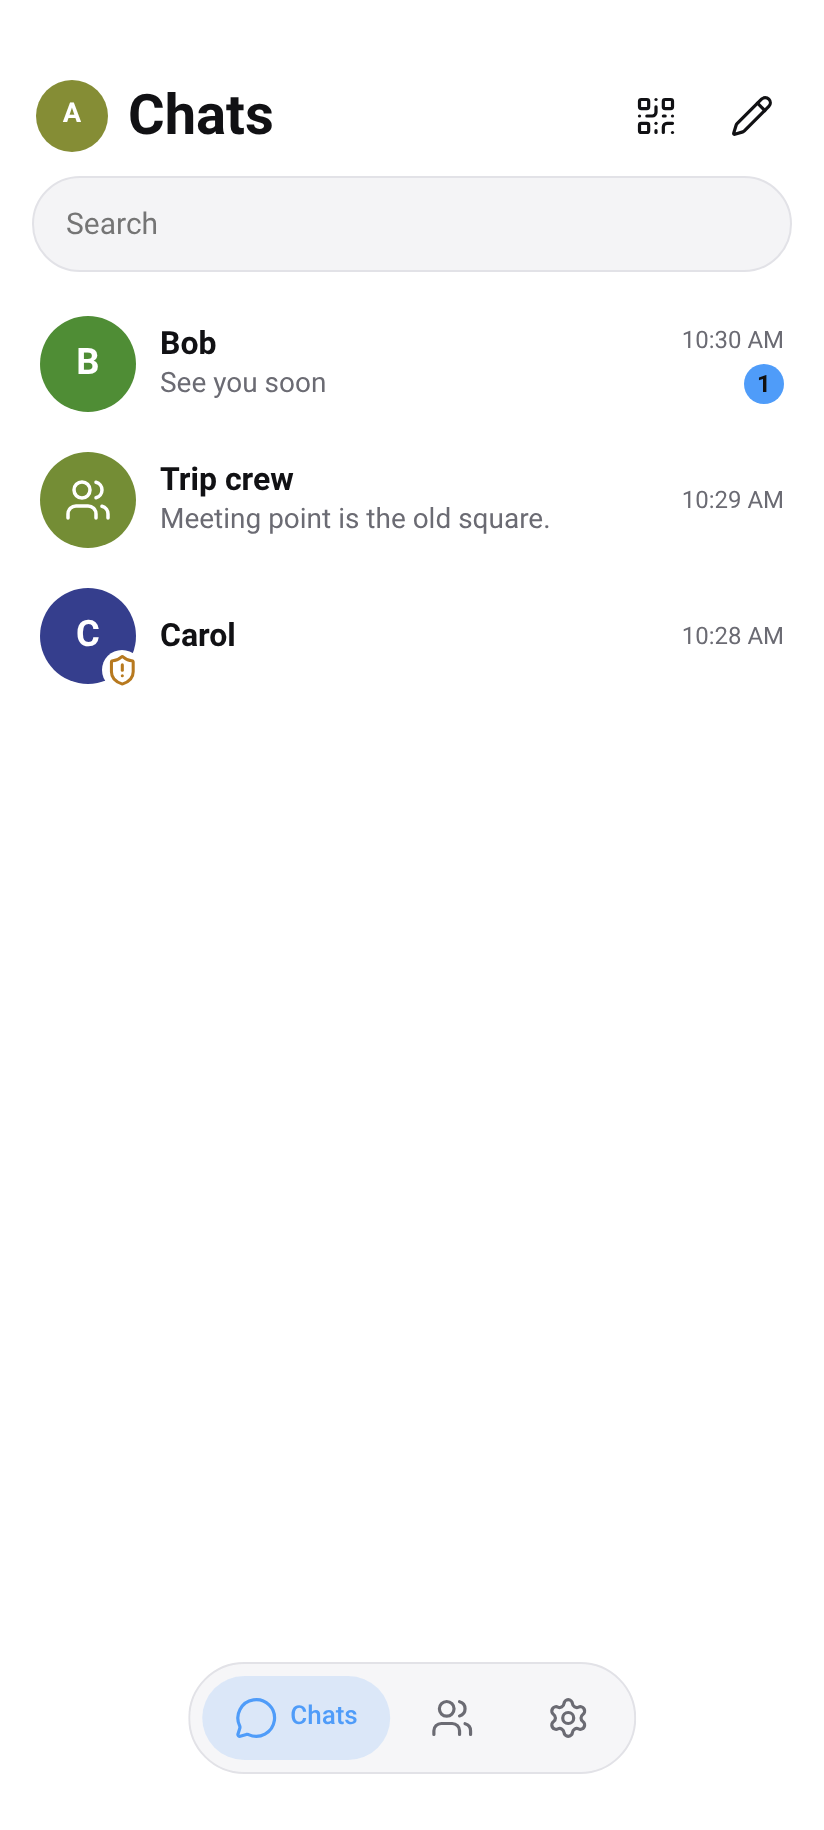 A
Chats
Search
B
Bob
10:30 AM
See you soon
1
Trip crew
Meeting point is the old square.
10:29 AM
C
Carol
10:28 AM
Chats